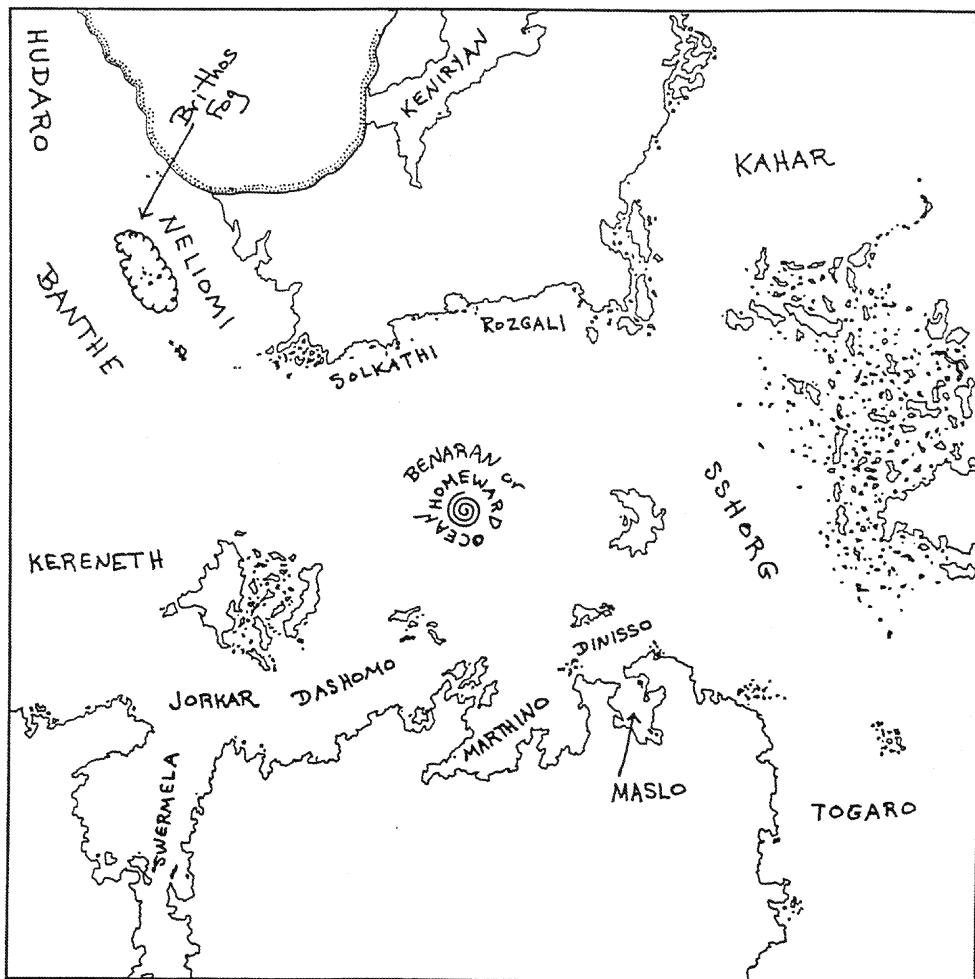 HUDARO
Brithos
Fog
KENIRYAN
KAHAR
NELIOMI
BANTHE
ROZGALI
SOLKATHI
BENARAN or
HOMEWARD
OCEAN
SSHORG
KERENETH
DINISSO
JORKAR
DASHOMO
MARTHINO
MASLO
TOGARO
SWERMELA